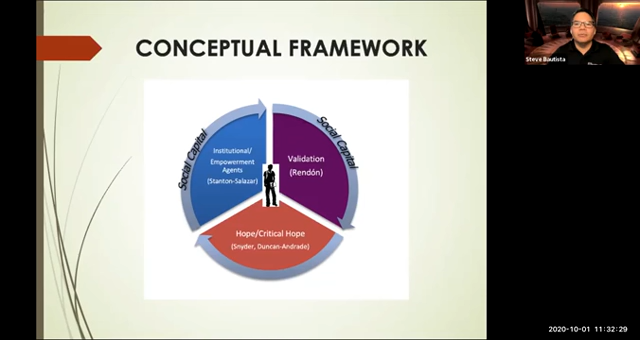 CONCEPTUAL FRAMEWORK
Social Capital
Social Capital
Institutional/
Empowerment
Agents
(Stanton-Salazar)
Validation
(Rendón)
Hope/Critical Hope
(Snyder, Duncan-Andrade)
Steva Bautista
2020-10-01 11:32:29